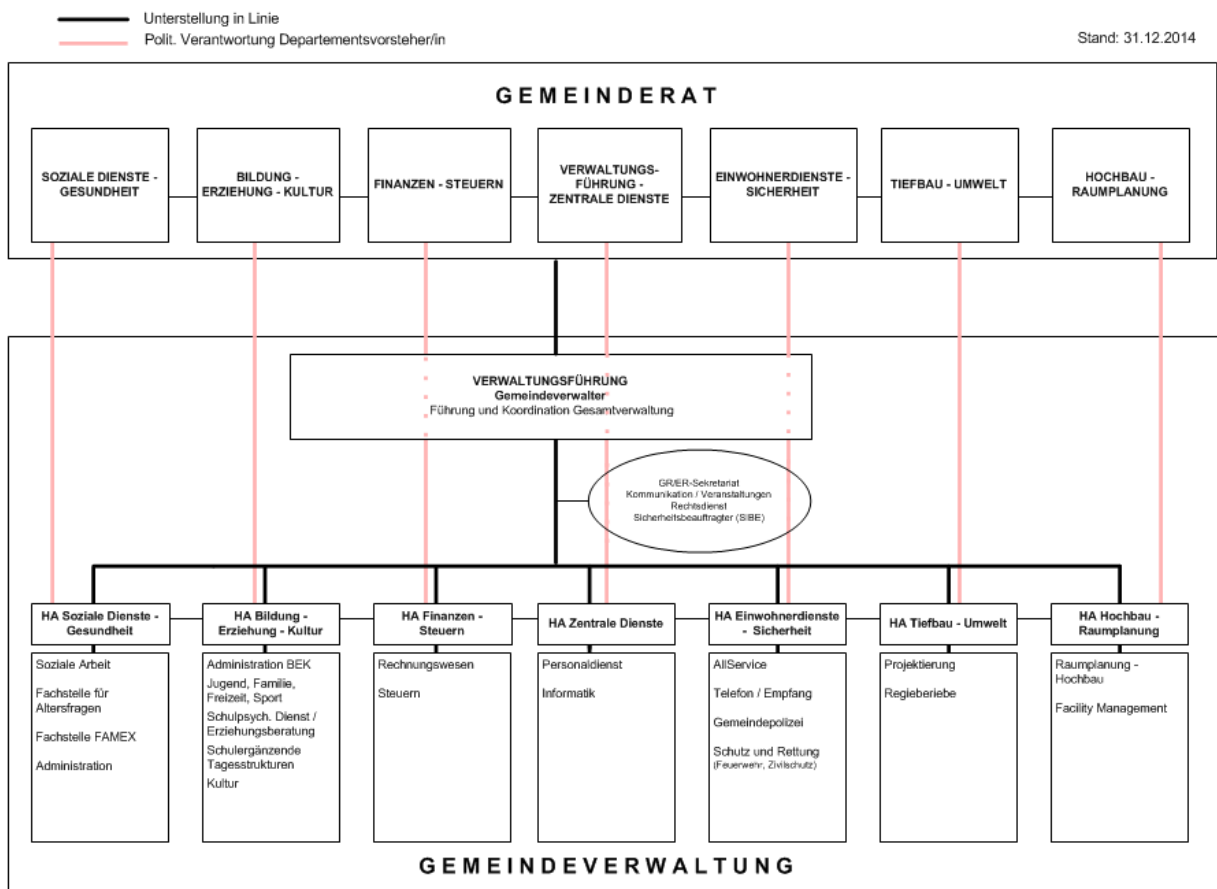 Unterstellung in Linie
Polit. Verantwortung Departementsvorsteher/in
Stand: 31.12.2014
GEMEINDERAT
SOZIALE DIENSTE -
GESUNDHEIT
BILDUNG -
ERZIEHUNG - KULTUR
FINANZEN - STEUERN
VERWALTUNGS-
FÜHRUNG -
ZENTRALE DIENSTE
EINWOHNERDIENSTE -
SICHERHEIT
TIEFBAU - UMWELT
HOCHBAU -
RAUMPLANUNG
VERWALTUNGSFÜHRUNG
Gemeindeverwalter
Führung und Koordination Gesamtverwaltung
GR/ER-Sekretariat
Kommunikation / Veranstaltungen
Rechtsdienst
Sicherheitsbeauftragter (SIBE)
HA Soziale Dienste -
Gesundheit
HA Bildung -
Erziehung - Kultur
HA Finanzen -
Steuern
HA Zentrale Dienste
HA Einwohnerdienste
- Sicherheit
HA Tiefbau - Umwelt
HA Hochbau -
Raumplanung
Soziale Arbeit
Fachstelle für
Altersfragen
Fachstelle FAMEX
Administration
Administration BEK
Jugend, Familie,
Freizeit, Sport
Schulpsych. Dienst /
Erziehungsberatung
Schulergänzende
Tagesstrukturen
Kultur
Rechnungswesen
Steuern
Personaldienst
Informatik
AllService
Telefon / Empfang
Gemeindepolizei
Schutz und Rettung
(Feuerwehr, Zivilschutz)
Projektierung
Regieberiebe
Raumplanung -
Hochbau
Facility Management
GEMEINDEVERWALTUNG